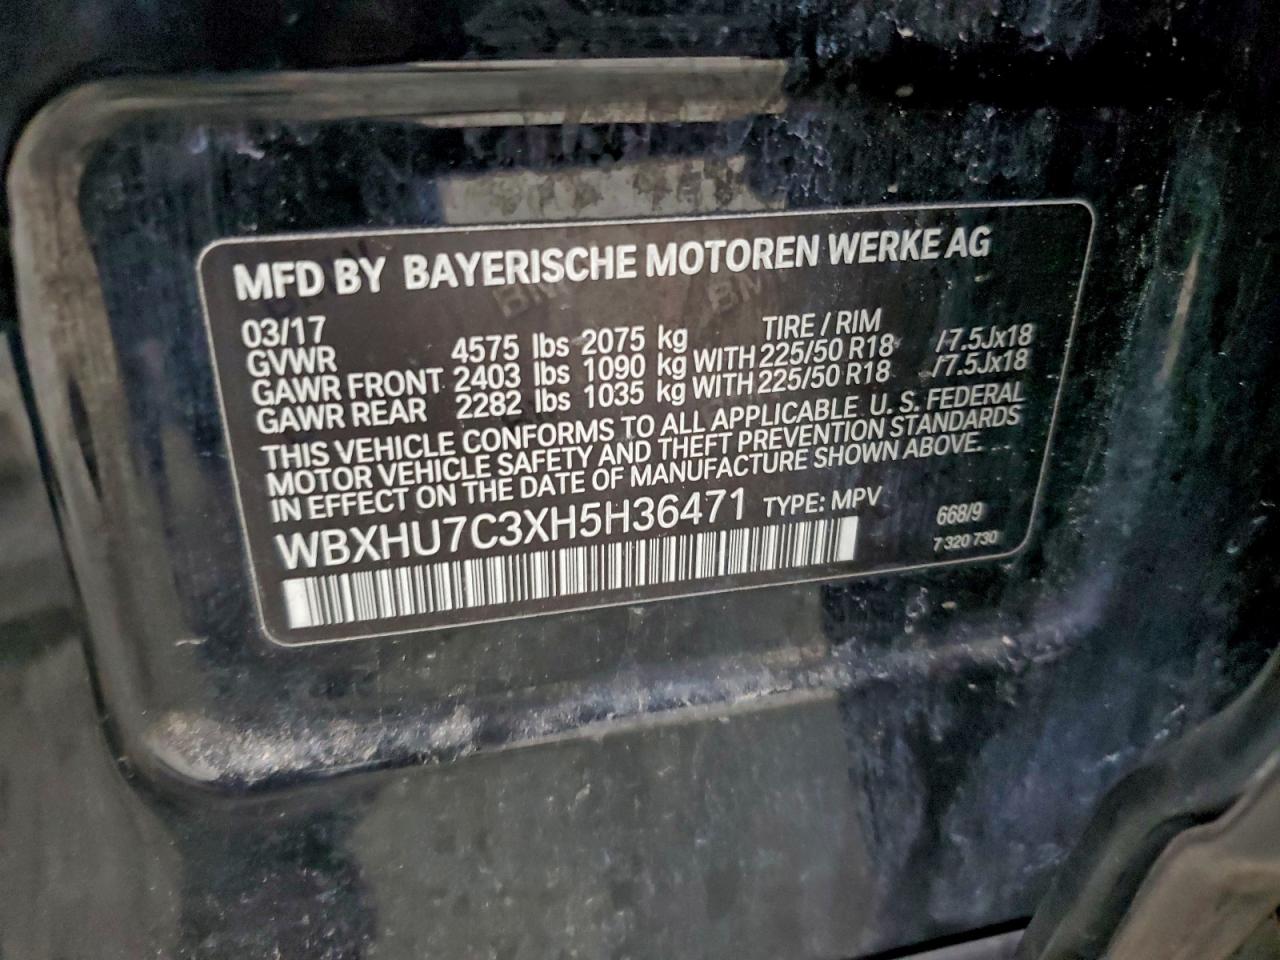 MFD BY BAYERISCHE MOTOREN WERKE AG
03/17 TIRE / RIM
GVWR 4575 lbs 2075 kg
GAWR FRONT 2403 lbs 1090 kg WITH 225/50 R18 /7.5Jx18
GAWR REAR 2282 lbs 1035 kg WITH 225/50 R18 /7.5Jx18
THIS VEHICLE CONFORMS TO ALL APPLICABLE U. S. FEDERAL
MOTOR VEHICLE SAFETY AND THEFT PREVENTION STANDARDS
IN EFFECT ON THE DATE OF MANUFACTURE SHOWN ABOVE.
WBXHU7C3XH5H36471 TYPE: MPV
668/9
7 320 730